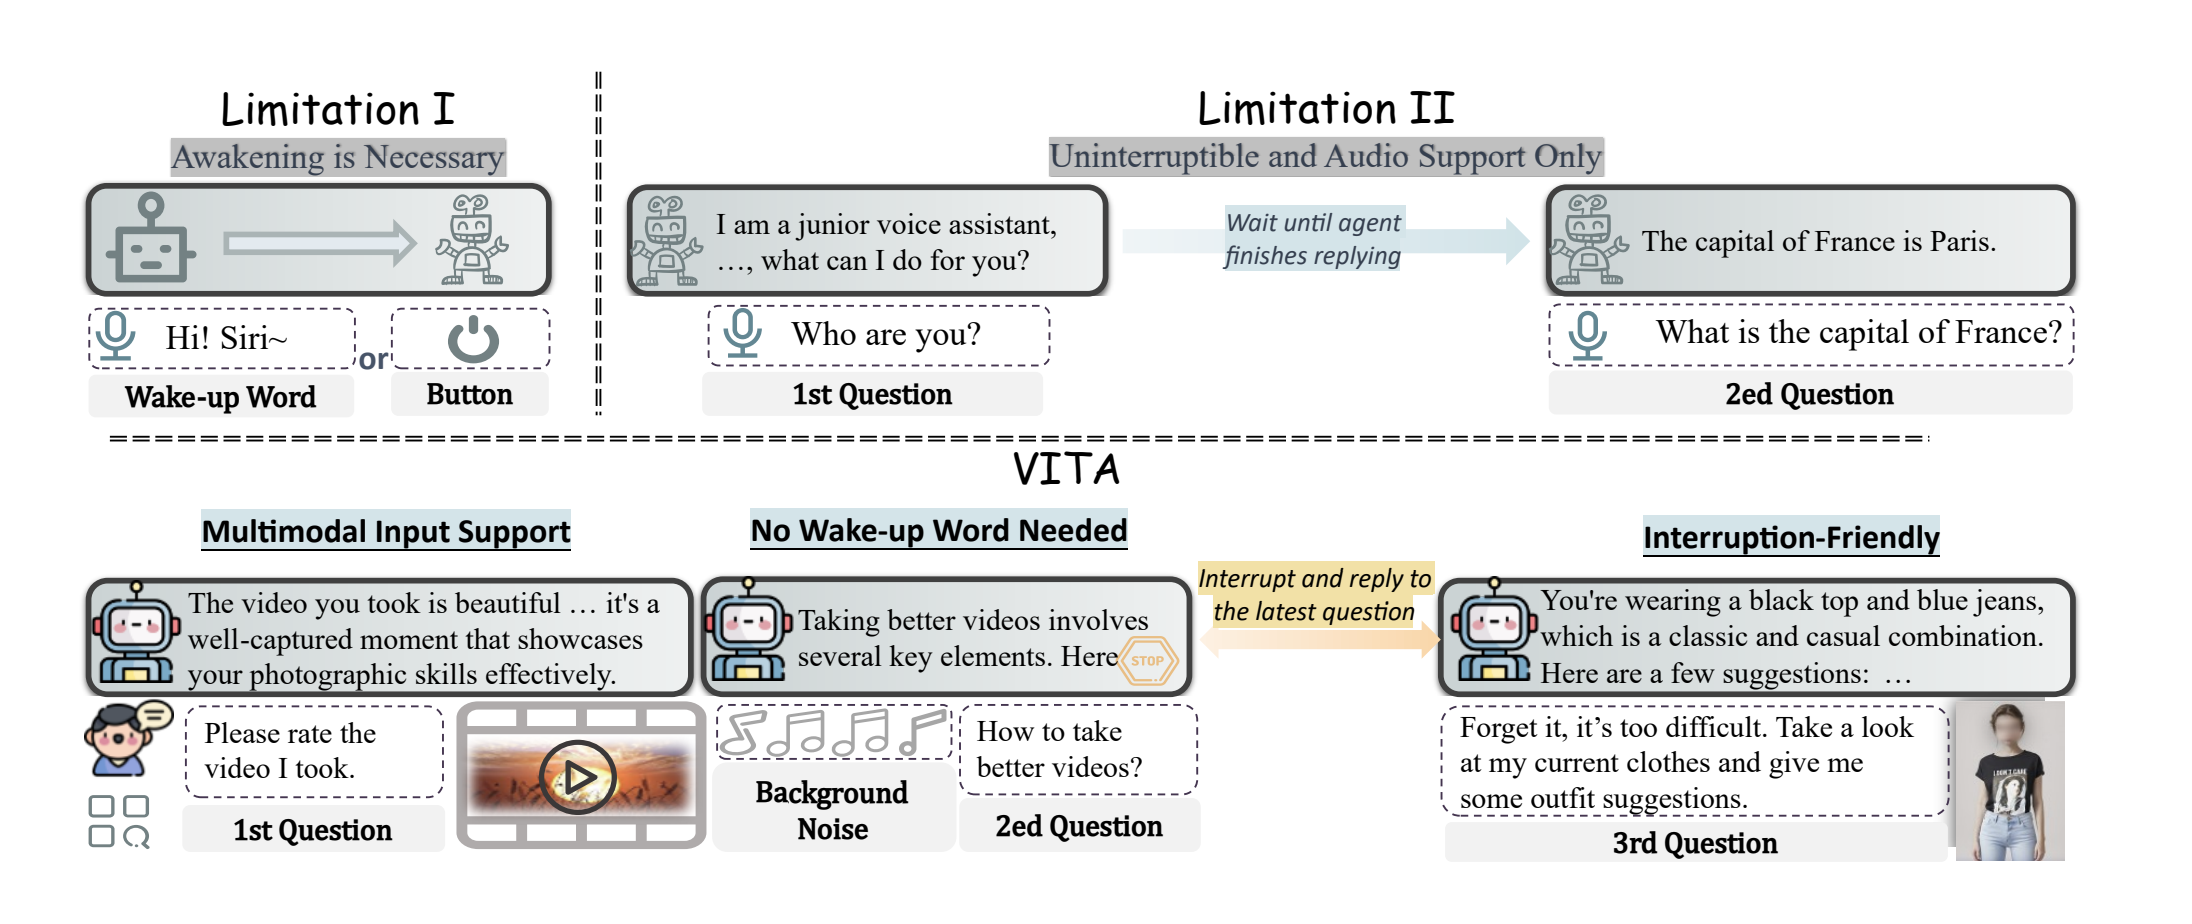 Limitation I
Awakening is Necessary
Hi! Siri~
or
Wake-up Word
Button
Limitation II
Uninterruptible and Audio Support Only
I am a junior voice assistant,
…, what can I do for you?
Wait until agent
finishes replying
The capital of France is Paris.
Who are you?
What is the capital of France?
1st Question
2ed Question
VITA
Multimodal Input Support
The video you took is beautiful … it's a
well-captured moment that showcases
your photographic skills effectively.
Please rate the
video I took.
1st Question
No Wake-up Word Needed
Taking better videos involves
several key elements. Here
STOP
Background
Noise
How to take
better videos?
2ed Question
Interrupt and reply to
the latest question
Interruption-Friendly
You're wearing a black top and blue jeans,
which is a classic and casual combination.
Here are a few suggestions: …
Forget it, it’s too difficult. Take a look
at my current clothes and give me
some outfit suggestions.
3rd Question
I DON'T CARE